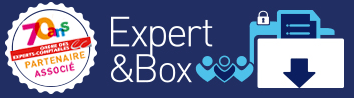 70ans
ORDRE DES
EXPERTS-COMPTABLES
PARTENAIRE
ASSOCIÉ
Expert
&Box